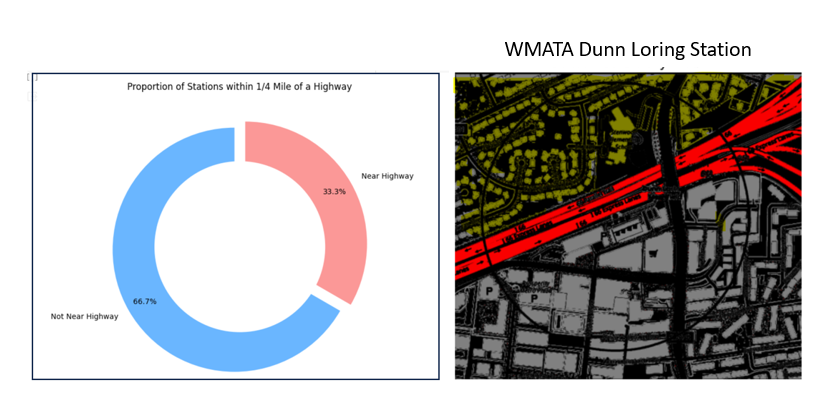 WMATA Dunn Loring Station
Proportion of Stations within 1/4 Mile of a Highway
Near Highway
33.3%
66.7%
Not Near Highway
P
P